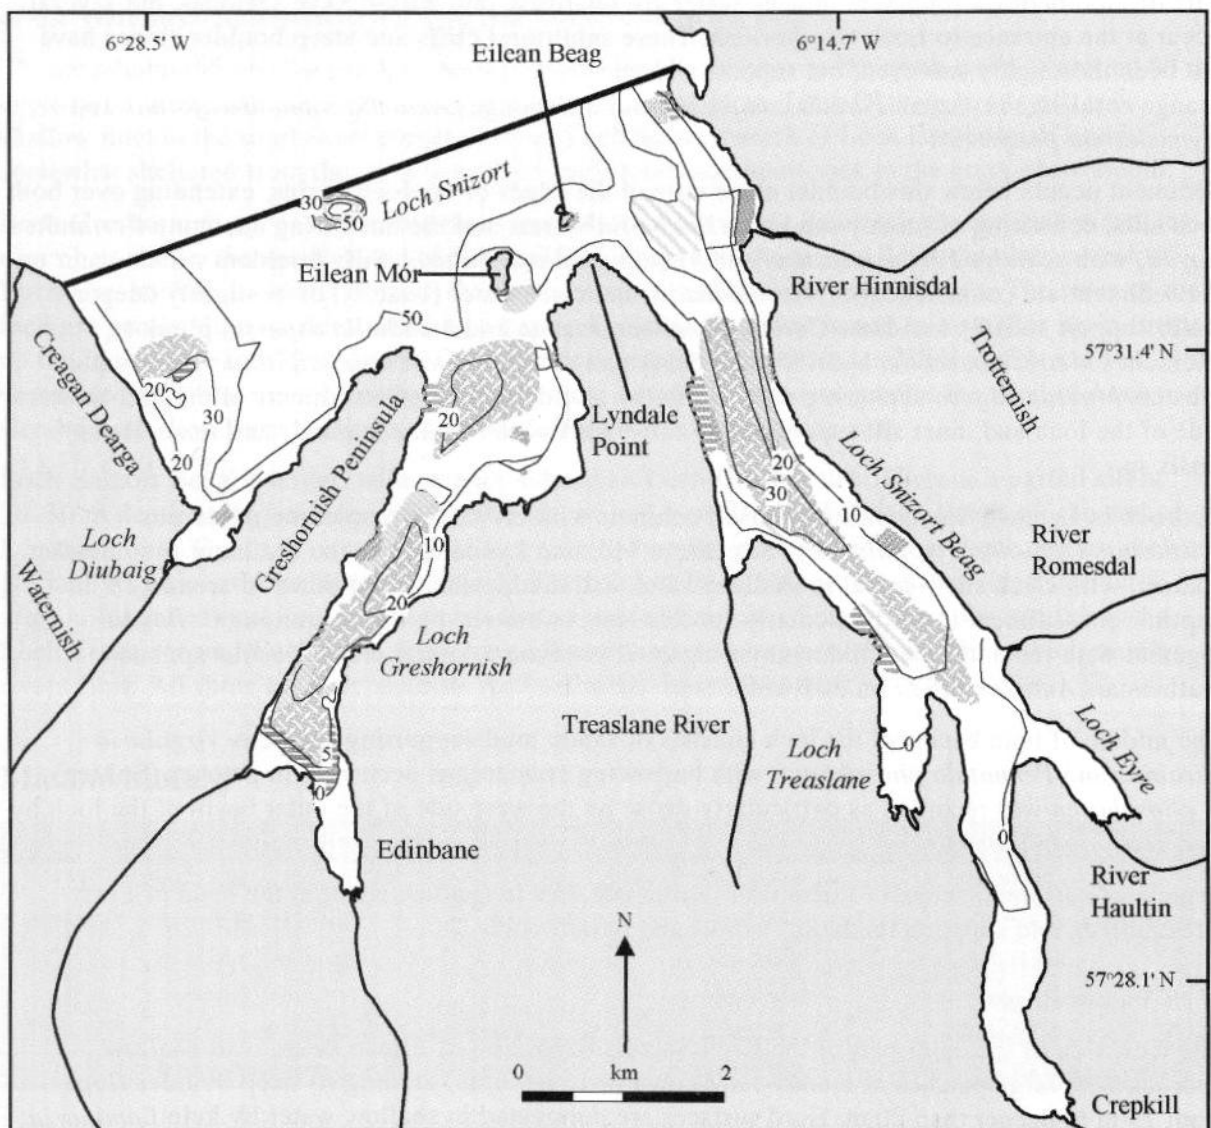 6°28.5' W
6°14.7' W
Eilean Beag
Loch Snizort
30
50
Eilean Mór
River Hinnisdal
50
57°31.4' N
Creagan Dearga
20
30
20
Greshornish Peninsula
20
Lyndale
Point
Trotternish
Loch Snizort Beag
20
30
10
Loch
Diubaig
Waternish
10
20
Loch
Greshornish
River
Romesdal
Treaslane River
Loch
Treaslane
0
Loch Eyre
0
0
Edinbane
River
Haultin
N
57°28.1' N
0
km
2
Crepkill